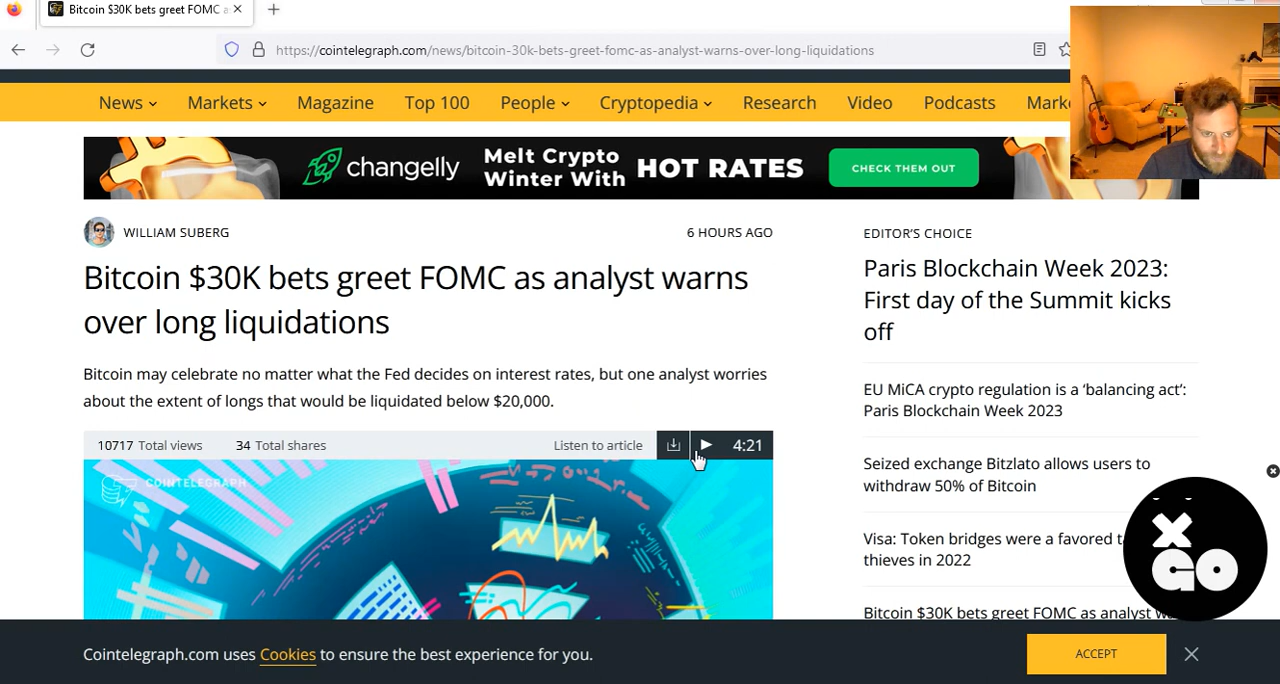 Bitcoin $30K bets greet FOMC
https://cointelegraph.com/news/bitcoin-30k-bets-greet-fomc-as-analyst-warns-over-long-liquidations
News Markets Magazine Top 100 People Cryptopedia Research Video Podcasts
changelly
Melt Crypto
Winter With
HOT RATES
CHECK THEM OUT
WILLIAM SUBERG
6 HOURS AGO
Bitcoin $30K bets greet FOMC as analyst warns
over long liquidations
Bitcoin may celebrate no matter what the Fed decides on interest rates, but one analyst worries
about the extent of longs that would be liquidated below $20,000.
10717 Total views 34 Total shares Listen to article 4:21
COINTELEGRAPH
EDITOR'S CHOICE
Paris Blockchain Week 2023:
First day of the Summit kicks
off
EU MiCA crypto regulation is a ‘balancing act’:
Paris Blockchain Week 2023
Seized exchange Bitzlato allows users to
withdraw 50% of Bitcoin
Visa: Token bridges were a favored
thieves in 2022
Bitcoin $30K bets greet FOMC as analyst
X
GO
Cointelegraph.com uses Cookies to ensure the best experience for you.
ACCEPT